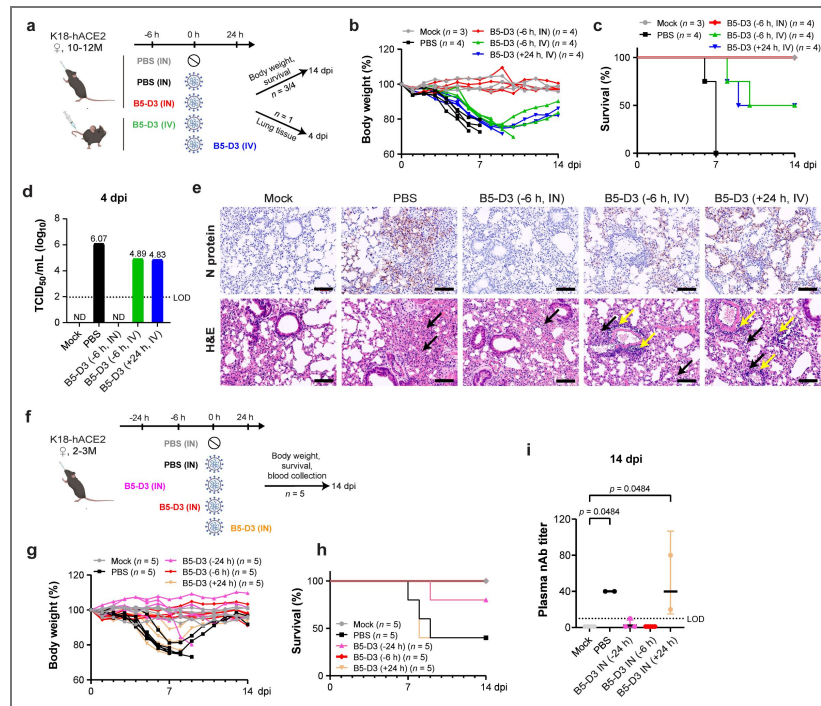 a
-6 h 0 h 24 h
K18-hACE2
♀, 10-12M
PBS (IN)
PBS (IN)
B5-D3 (IN)
B5-D3 (IV)
B5-D3 (IV)
Body weight,
survival
n = 3/4
14 dpi
n = 1
Lung tissue
4 dpi
b
Mock (n = 3)
PBS (n = 4)
B5-D3 (-6 h, IN) (n = 4)
B5-D3 (-6 h, IV) (n = 4)
B5-D3 (+24 h, IV) (n = 4)
Body weight (%)
120
110
100
90
80
70
60
0 7 14 dpi
c
Mock (n = 3)
PBS (n = 4)
B5-D3 (-6 h, IN) (n = 4)
B5-D3 (-6 h, IV) (n = 4)
B5-D3 (+24 h, IV) (n = 4)
Survival (%)
100
50
0
0 7 14 dpi
d
4 dpi
TCID50/mL (log10)
8
6
4
2
0
ND
6.07
ND
4.89
4.83
LOD
Mock
PBS
B5-D3 (-6 h, IN)
B5-D3 (-6 h, IV)
B5-D3 (+24 h, IV)
e
Mock PBS B5-D3 (-6 h, IN) B5-D3 (-6 h, IV) B5-D3 (+24 h, IV)
N protein
H&E
f
-24 h -6 h 0 h 24 h
K18-hACE2
♀, 2-3M
PBS (IN)
PBS (IN)
B5-D3 (IN)
B5-D3 (IN)
B5-D3 (IN)
Body weight,
survival,
blood collection
n = 5
14 dpi
g
Mock (n = 5)
PBS (n = 5)
B5-D3 (-24 h) (n = 5)
B5-D3 (-6 h) (n = 5)
B5-D3 (+24 h) (n = 5)
Body weight (%)
120
110
100
90
80
70
60
0 7 14 dpi
h
Survival (%)
100
50
0
Mock (n = 5)
PBS (n = 5)
B5-D3 (-24 h) (n = 5)
B5-D3 (-6 h) (n = 5)
B5-D3 (+24 h) (n = 5)
0 7 14 dpi
i
14 dpi
p = 0.0484
p = 0.0484
Plasma nAb titer
120
80
40
0
LOD
Mock
PBS
B5-D3 IN (-24 h)
B5-D3 IN (-6 h)
B5-D3 IN (+24 h)